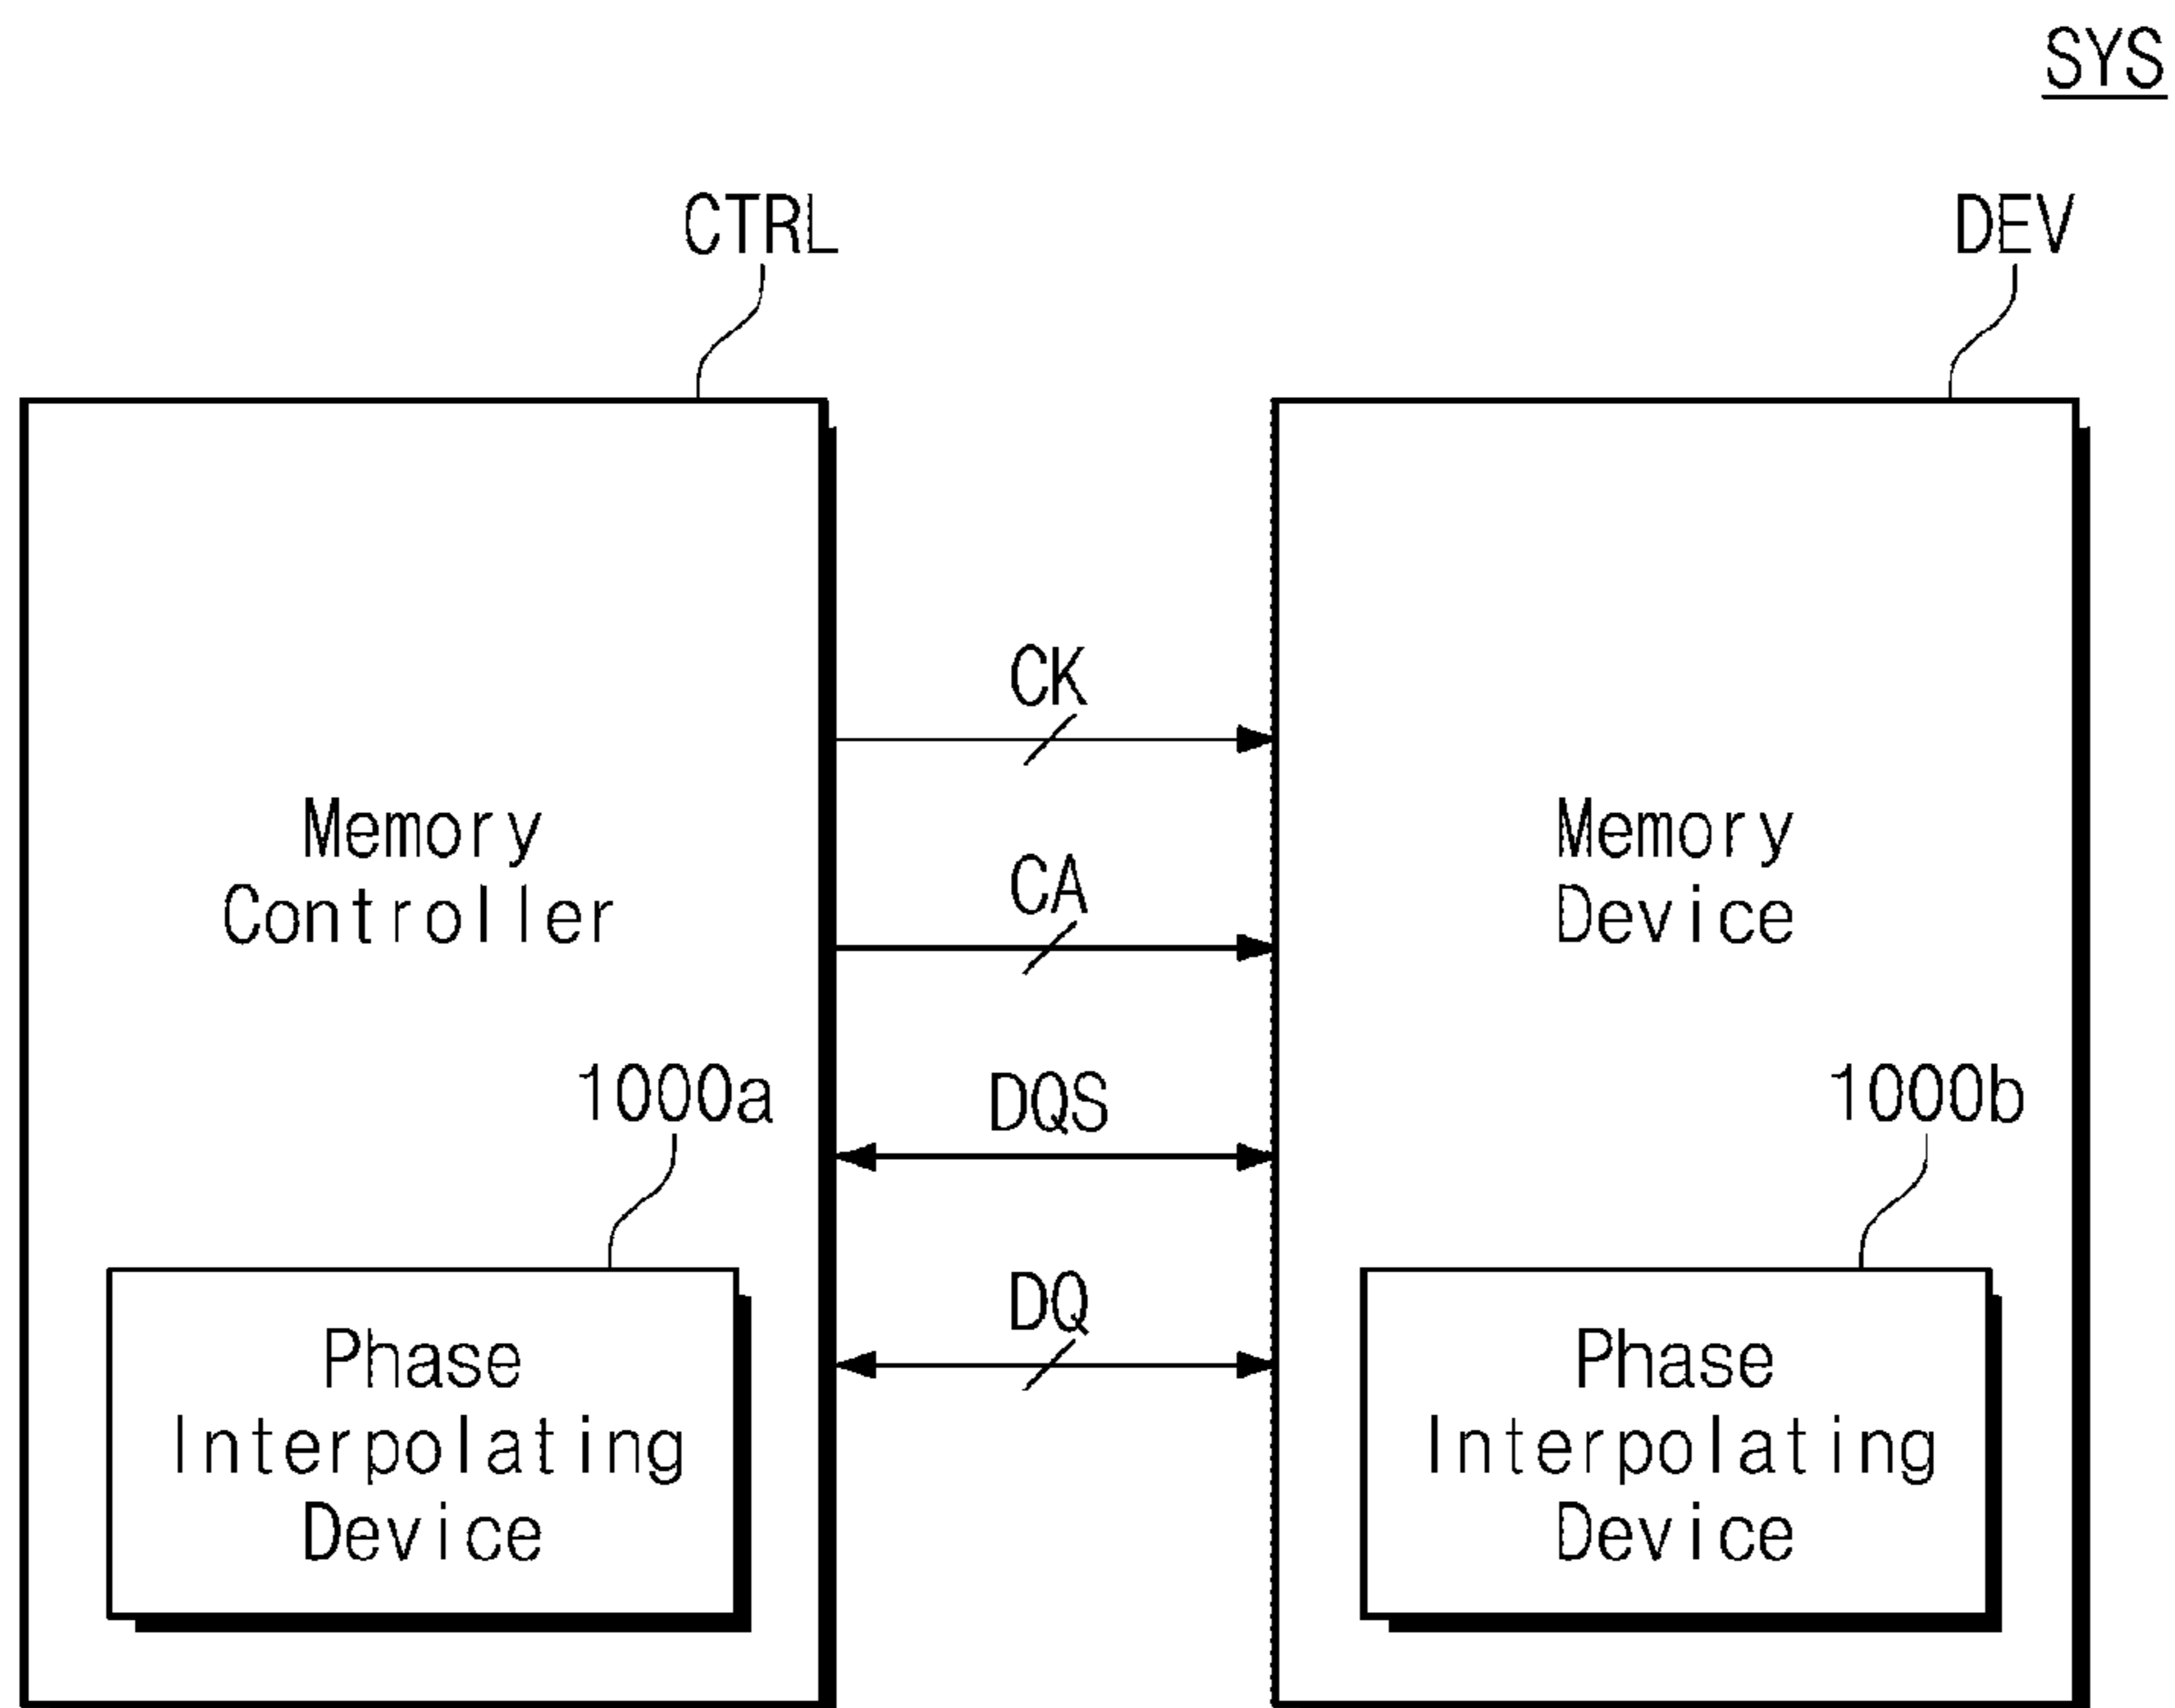 SYS
CTRL
DEV
CK
Memory
Controller
CA
Memory
Device
1000a
DQS
1000b
DQ
Phase
Interpolating
Device
Phase
Interpolating
Device